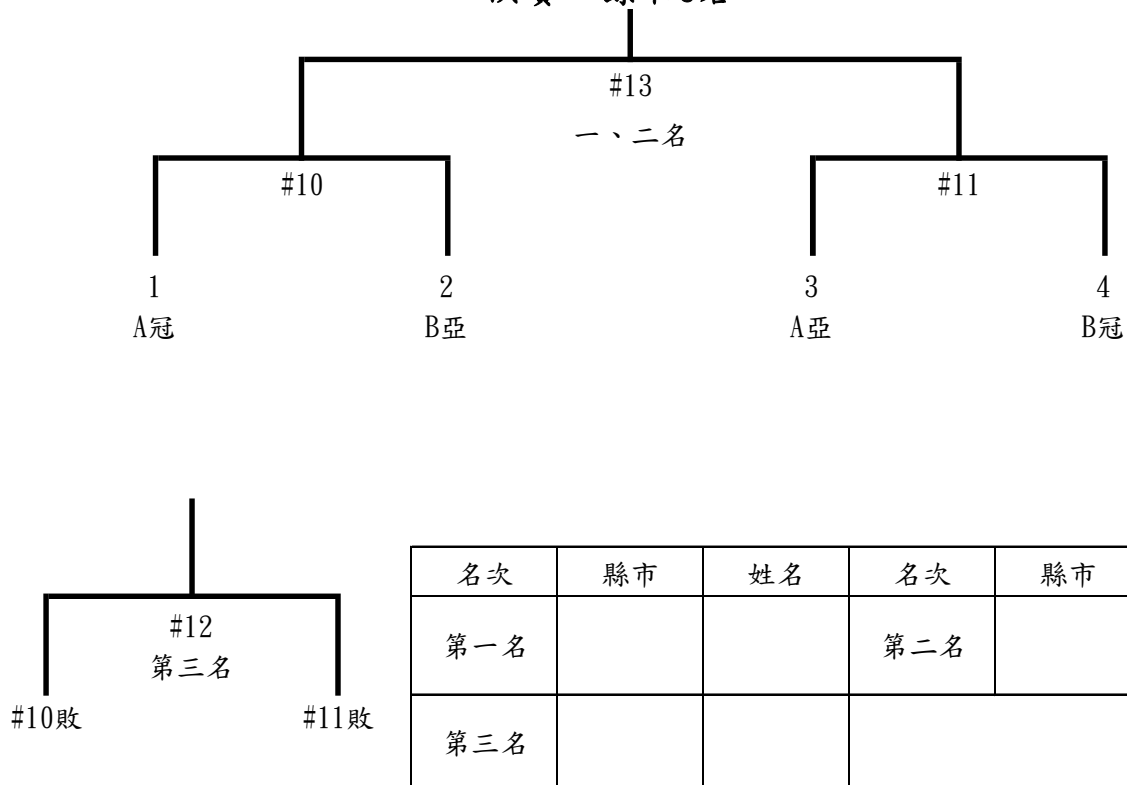 #13
一、二名
#10 #11
1 2 3 4
A冠 B亞 A亞 B冠
#12
第三名
#10敗 #11敗
名次 縣市 姓名 名次 縣市
第一名 第二名
第三名